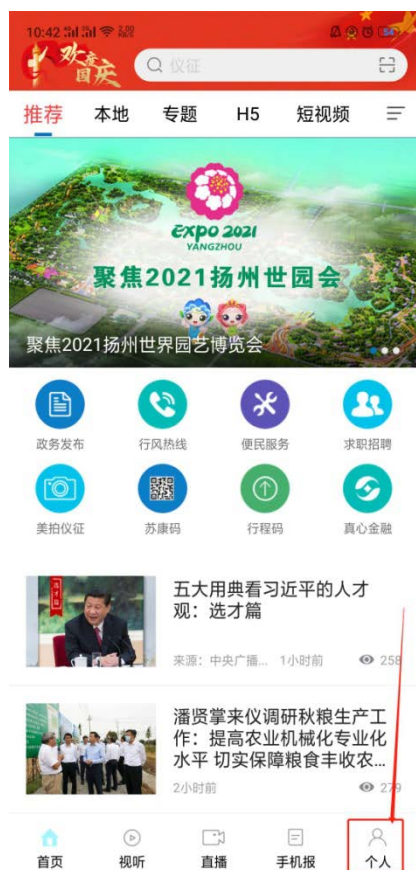 10:42
欢度
国庆
仪征
推荐 本地 专题 H5 短视频
EXPO 2021
YANGZHOU
聚焦2021扬州世园会
聚焦2021扬州世界园艺博览会
政务发布 行风热线 便民服务 求职招聘
美拍仪征 苏康码 行程码 真心金融
选才篇
五大用典看习近平的人才
观：选才篇
来源：中央广播... 1小时前 258
潘贤掌来仪调研秋粮生产工
作：提高农业机械化专业化
水平 切实保障粮食丰收农...
2小时前 279
首页 视听 直播 手机报 个人